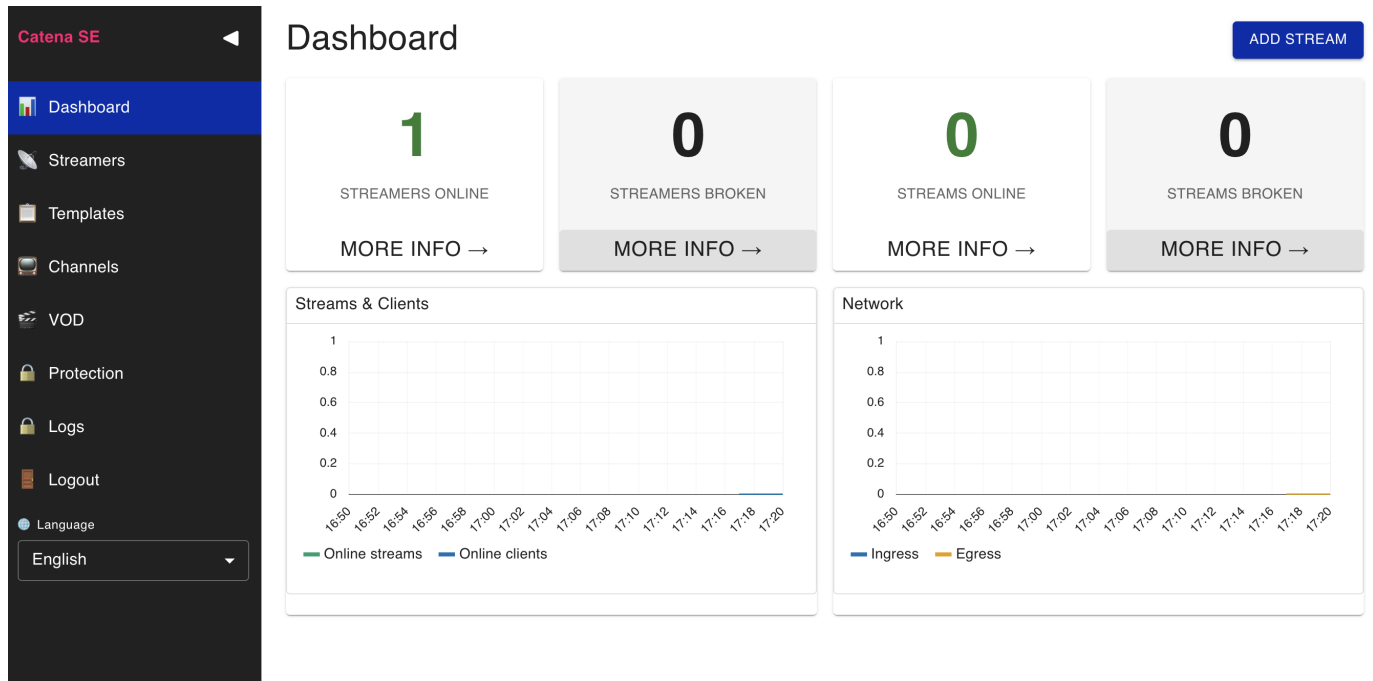 Catena SE
Dashboard
Streamers
Templates
Channels
VOD
Protection
Logs
Logout
Language
English
Dashboard
ADD STREAM
1
STREAMERS ONLINE
MORE INFO →
0
STREAMERS BROKEN
MORE INFO →
0
STREAMS ONLINE
MORE INFO →
0
STREAMS BROKEN
MORE INFO →
Streams & Clients
1
0.8
0.6
0.4
0.2
0
16:50 16:52 16:54 16:56 16:58 17:00 17:02 17:04 17:06 17:08 17:10 17:12 17:14 17:16 17:18 17:20
Online streams Online clients
Network
1
0.8
0.6
0.4
0.2
0
16:50 16:52 16:54 16:56 16:58 17:00 17:02 17:04 17:06 17:08 17:10 17:12 17:14 17:16 17:18 17:20
Ingress Egress